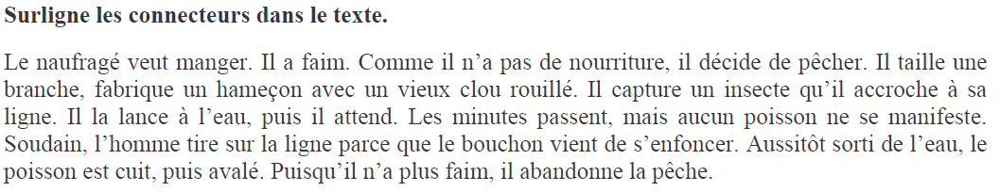 Surligne les connecteurs dans le texte.
Le naufragé veut manger. Il a faim. Comme il n’a pas de nourriture, il décide de pêcher. Il taille une
branche, fabrique un hameçon avec un vieux clou rouillé. Il capture un insecte qu’il accroche à sa
ligne. Il la lance à l’eau, puis il attend. Les minutes passent, mais aucun poisson ne se manifeste.
Soudain, l’homme tire sur la ligne parce que le bouchon vient de s’enfoncer. Aussitôt sorti de l’eau, le
poisson est cuit, puis avalé. Puisqu’il n’a plus faim, il abandonne la pêche.